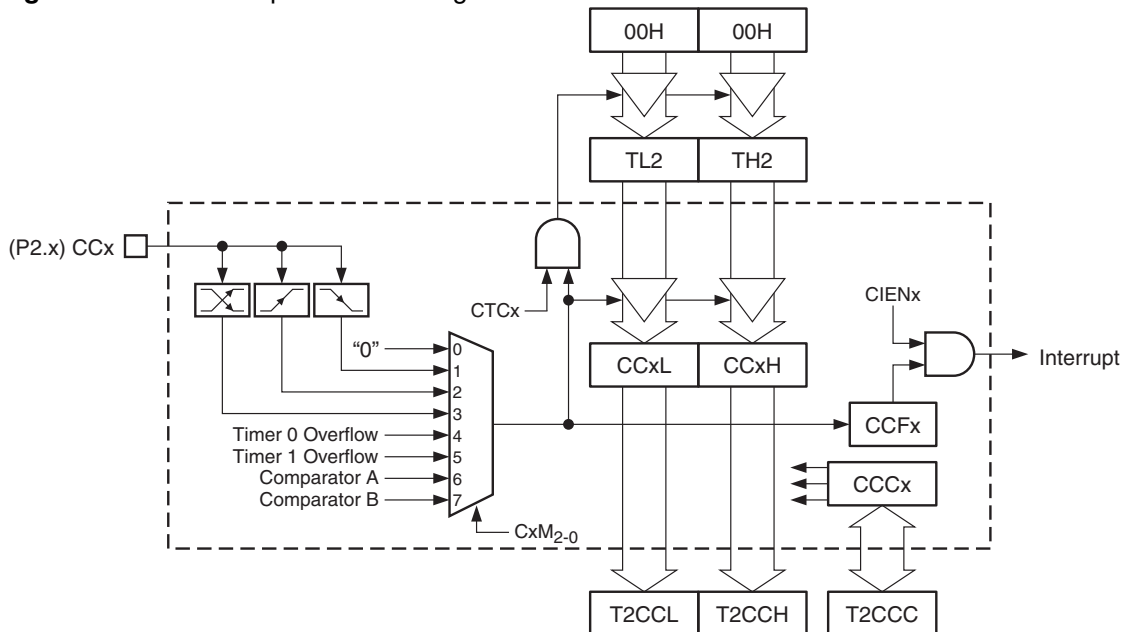 00H 00H
TL2 TH2
(P2.x) CCx
CTCx
CIENx
"0"
0
1
2
3
Timer 0 Overflow 4
Timer 1 Overflow 5
Comparator A 6
Comparator B 7
CxM2-0
CCxL CCxH
Interrupt
CCFx
CCCx
T2CCL T2CCH T2CCC